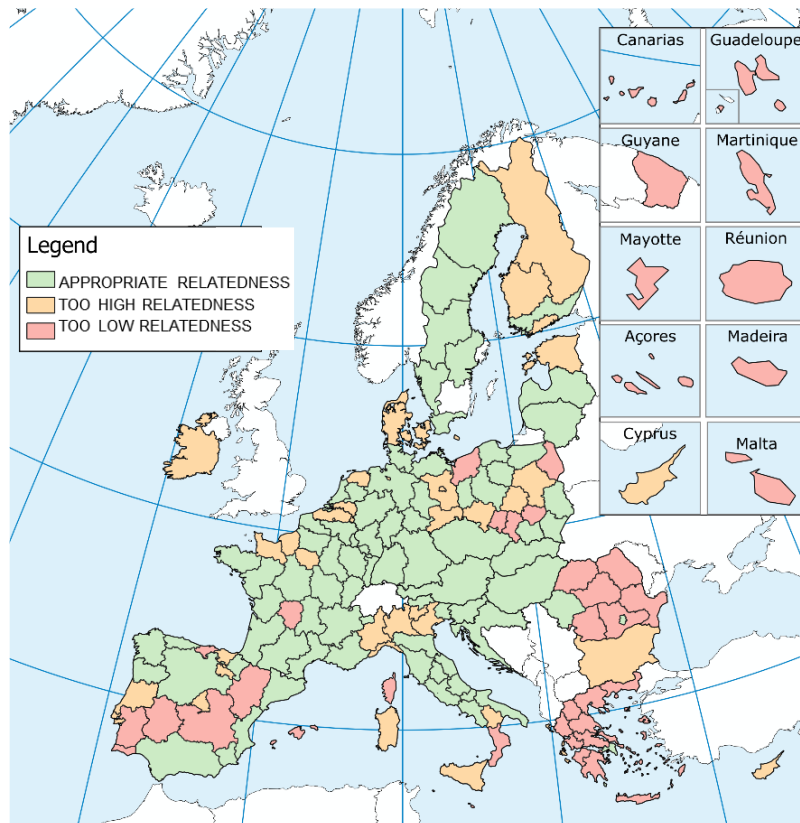 Canarias
Guadeloupe
Guyane
Martinique
Legend
APPROPRIATE RELATEDNESS
TOO HIGH RELATEDNESS
TOO LOW RELATEDNESS
Mayotte
Réunion
Açores
Madeira
Cyprus
Malta